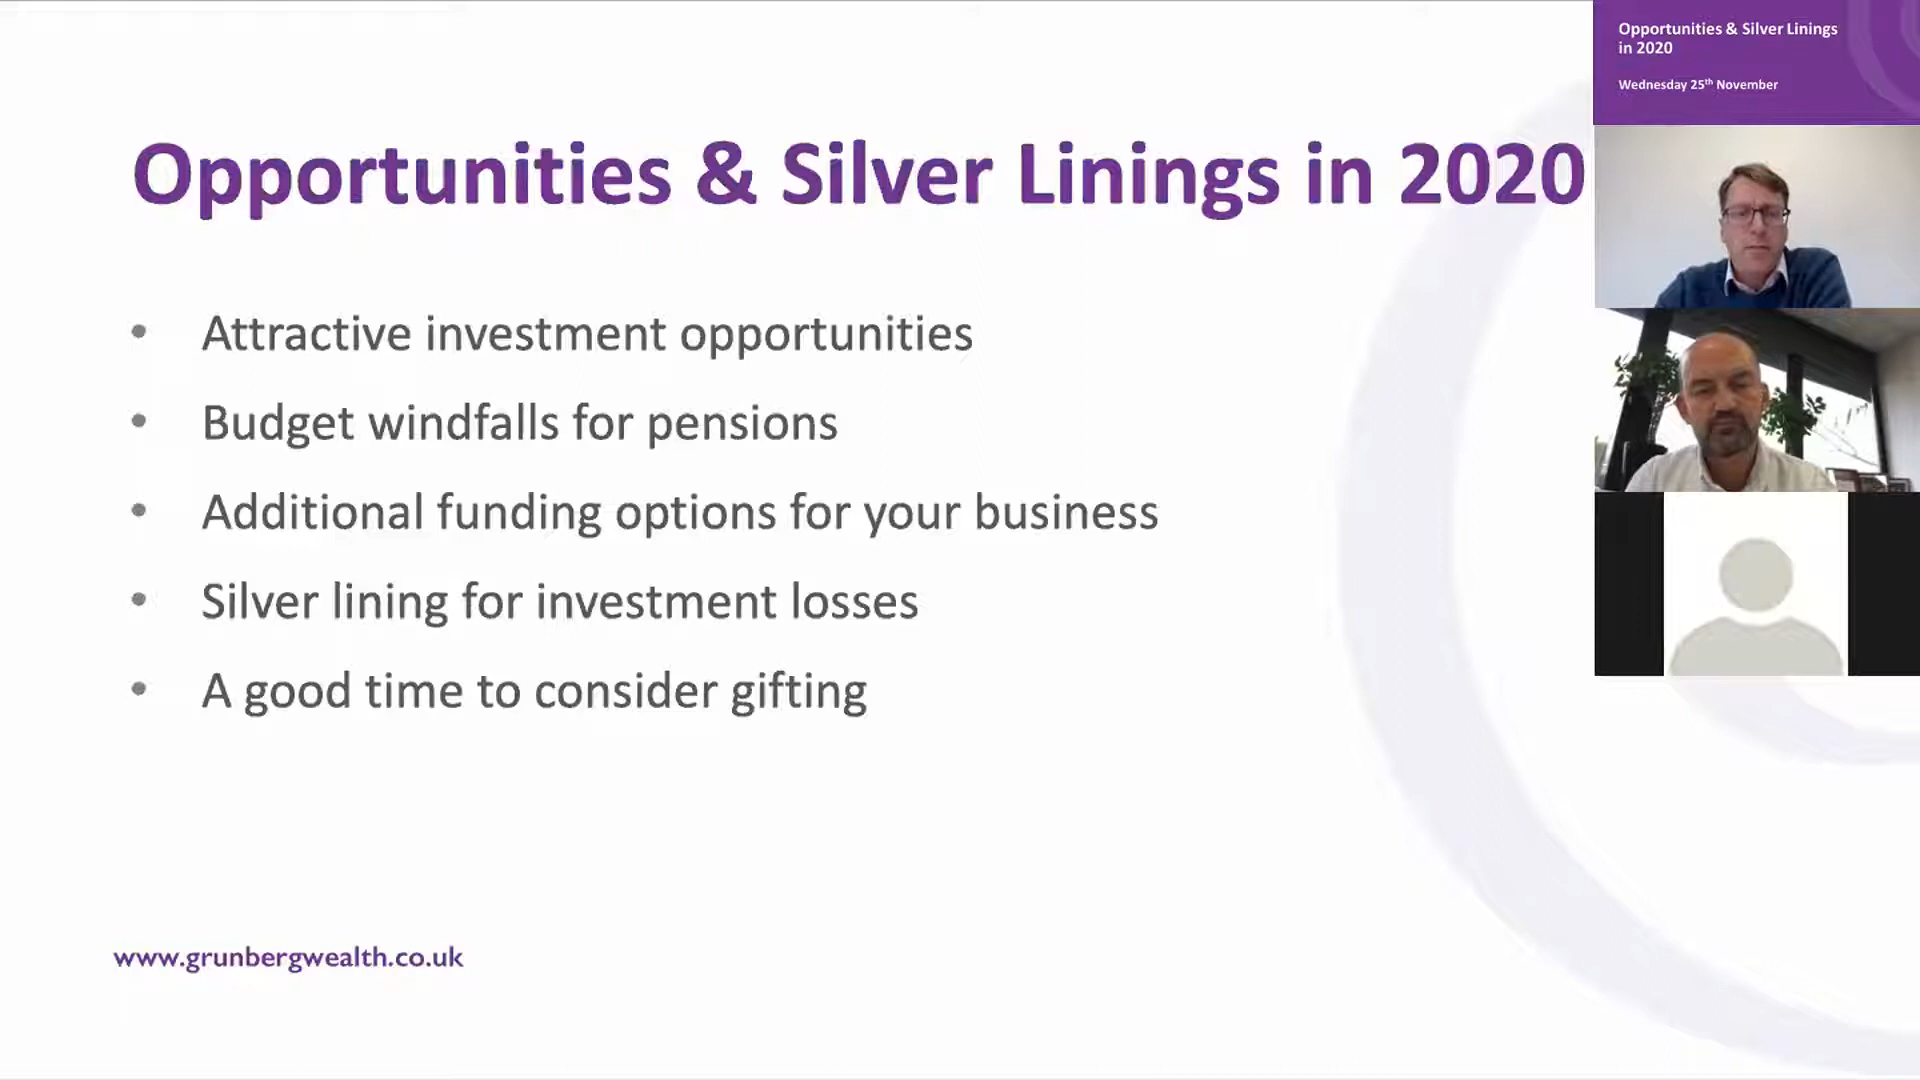 Opportunities & Silver Linings in 2020
• Attractive investment opportunities
• Budget windfalls for pensions
• Additional funding options for your business
• Silver lining for investment losses
• A good time to consider gifting
www.grunbergwealth.co.uk
Opportunities & Silver Linings
in 2020
Wednesday 25th November